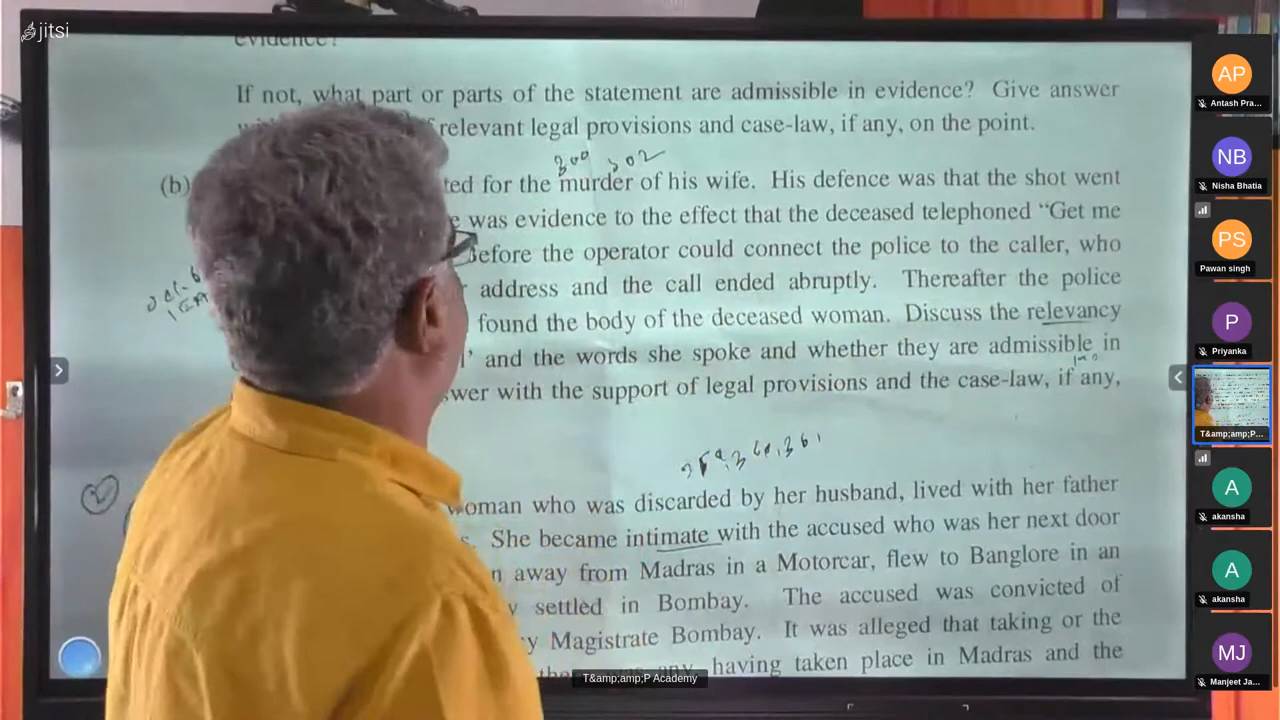 jitsi
evidence?
If not, what part or parts of the statement are admissible in evidence? Give answer
relevant legal provisions and case-law, if any, on the point.
300 302
(b) ted for the murder of his wife. His defence was that the shot went
e was evidence to the effect that the deceased telephoned “Get me
Before the operator could connect the police to the caller, who
address and the call ended abruptly. Thereafter the police
found the body of the deceased woman. Discuss the relevancy
and the words she spoke and whether they are admissible in
wer with the support of legal provisions and the case-law, if any,
359, 360, 361
woman who was discarded by her husband, lived with her father
She became intimate with the accused who was her next door
n away from Madras in a Motorcar, flew to Banglore in an
y settled in Bombay. The accused was convicted of
y Magistrate Bombay. It was alleged that taking or the
any, having taken place in Madras and the
T&amp;amp;P Academy
AP
Antash Pra...
NB
Nisha Bhatia
PS
Pawan singh
P
Priyanka
T&amp;amp;P...
A
akansha
A
akansha
MJ
Manjeet Ja...